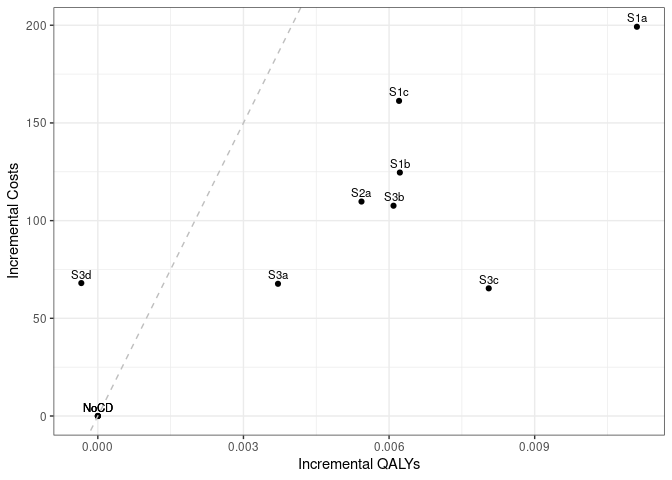 200
150
100
50
0
Incremental Costs
S1a
S1c
S1b
S2a
S3b
S3d
S3a
S3c
NoCD
0.000
0.003
0.006
0.009
Incremental QALYs